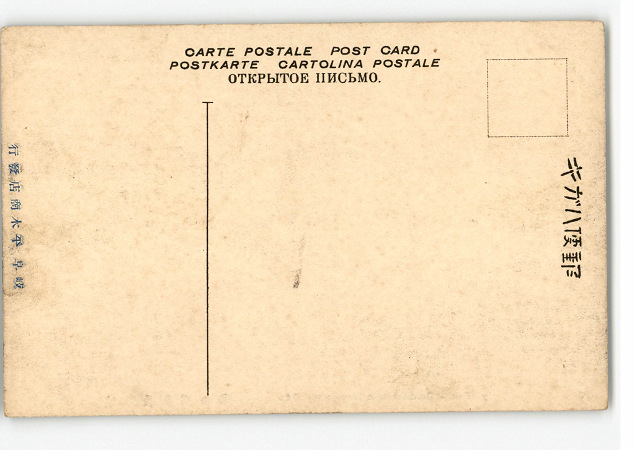 CARTE POSTALE POST CARD
POSTKARTE CARTOLINA POSTALE
ОТКРЫТОЕ ПИСЬМО.
郵便ハガキ
岐阜 木商店發行